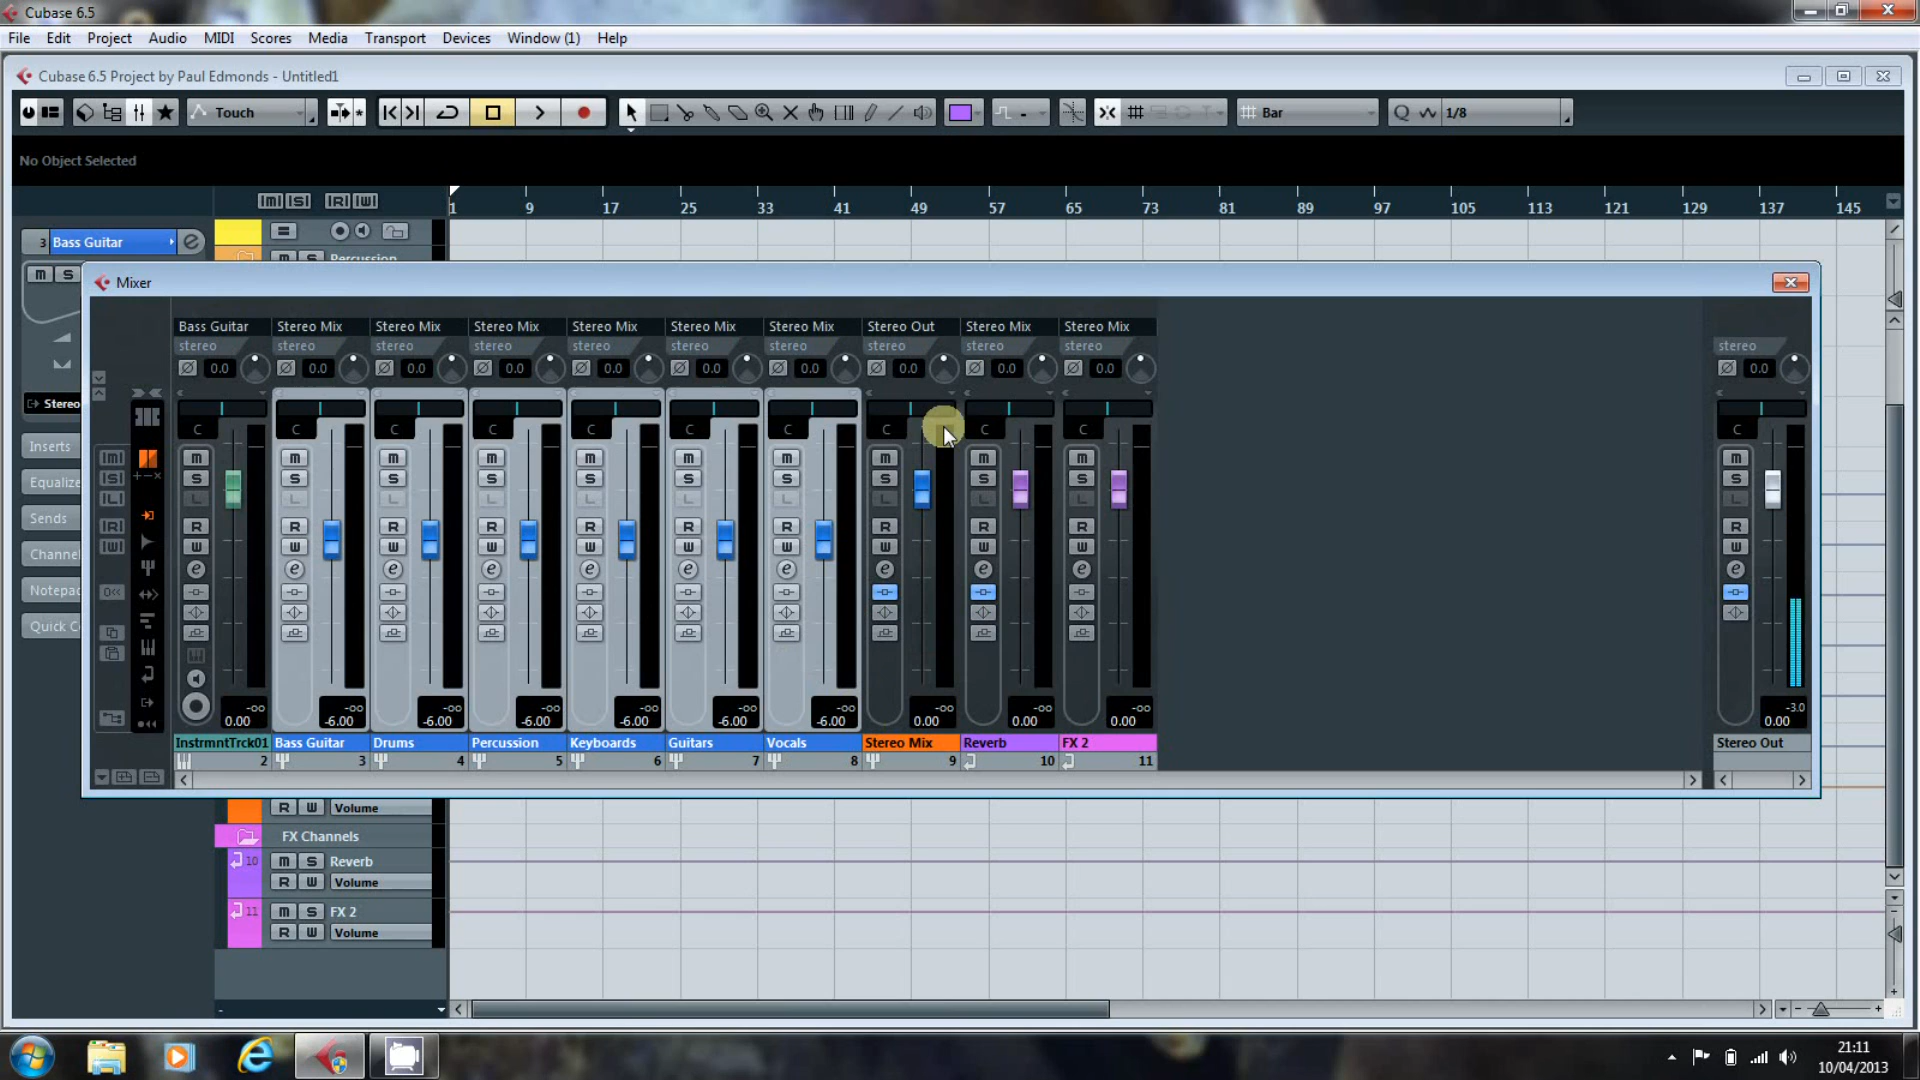 Cubase 6.5
File Edit Project Audio MIDI Scores Media Transport Devices Window (1) Help
Cubase 6.5 Project by Paul Edmonds - Untitled1
Touch Bar Q 1/8
No Object Selected
M S R W
1 9 17 25 33 41 49 57 65 73 81 89 97 105 113 121 129 137 145
3 Bass Guitar e
M S Percussion
M S
Mixer
Bass Guitar Stereo Mix Stereo Mix Stereo Mix Stereo Mix Stereo Mix Stereo Mix Stereo Out Stereo Mix Stereo Mix
stereo stereo stereo stereo stereo stereo stereo stereo stereo stereo stereo
0.0 0.0 0.0 0.0 0.0 0.0 0.0 0.0 0.0 0.0 0.0
Stereo
C C C C C C C C C C C
Inserts
M M M M M M M M M M M M
S S S S S S S S S S S S
Equalize
L L L L L L L L L L L L
Sends
R R R R R R R R R R R R
W W W W W W W W W W W W
Channe
e e e e e e e e e e e
Notepad
Quick C
-∞ -∞ -∞ -∞ -∞ -∞ -∞ -∞ -∞ -∞ -3.0
0.00 -6.00 -6.00 -6.00 -6.00 -6.00 -6.00 0.00 0.00 0.00 0.00
InstrmntTrck01 Bass Guitar Drums Percussion Keyboards Guitars Vocals Stereo Mix Reverb FX 2 Stereo Out
2 3 4 5 6 7 8 9 10 11
R W Volume
FX Channels
10 M S Reverb
R W Volume
11 M S FX 2
R W Volume
21:11
10/04/2013